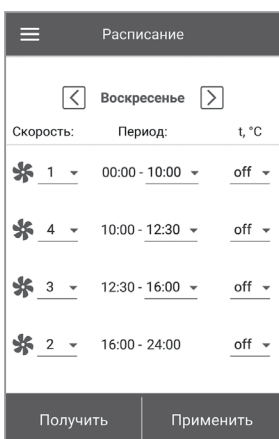 Расписание
Воскресенье
Скорость: Период: t, °C
1 00:00 - 10:00 off
4 10:00 - 12:30 off
3 12:30 - 16:00 off
2 16:00 - 24:00 off
Получить Применить